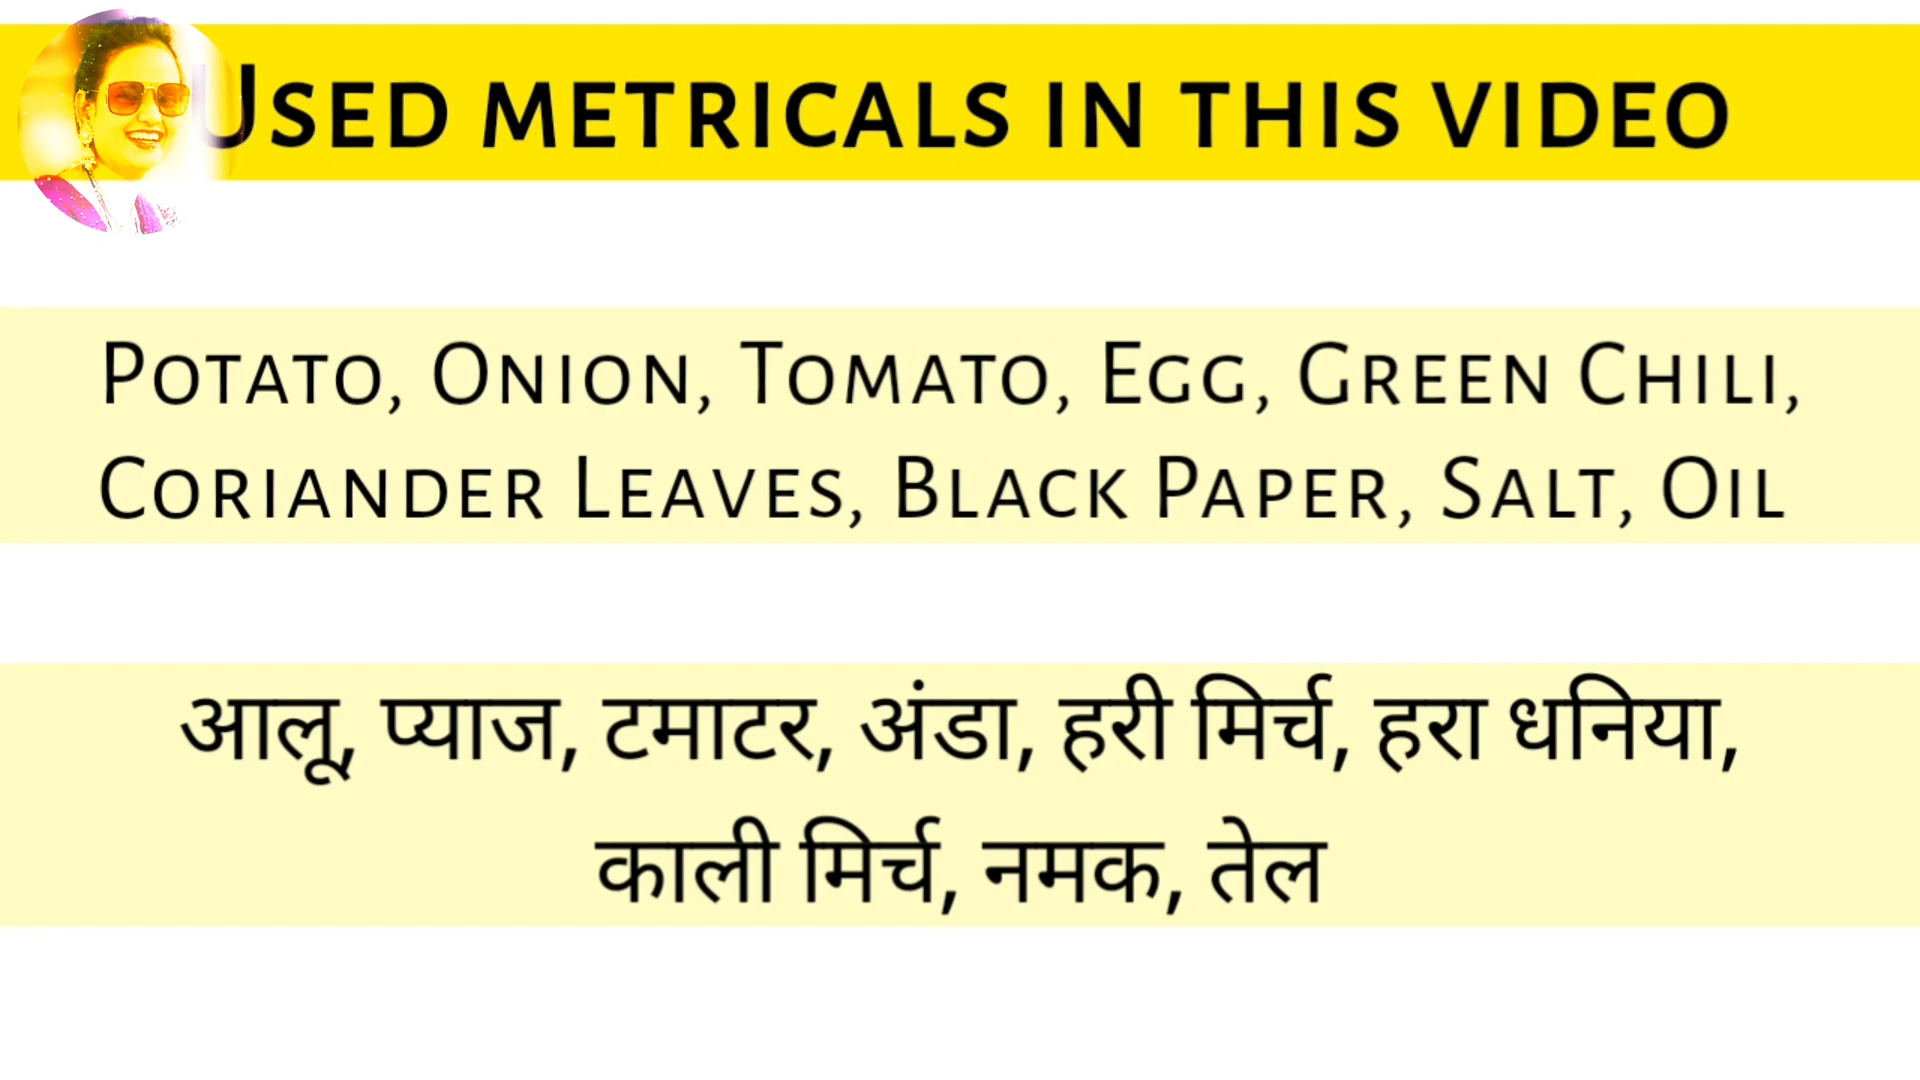 Used metricals in this video
Potato, Onion, Tomato, Egg, Green Chili,
Coriander Leaves, Black Paper, Salt, Oil
आलू, प्याज, टमाटर, अंडा, हरी मिर्च, हरा धनिया,
काली मिर्च, नमक, तेल